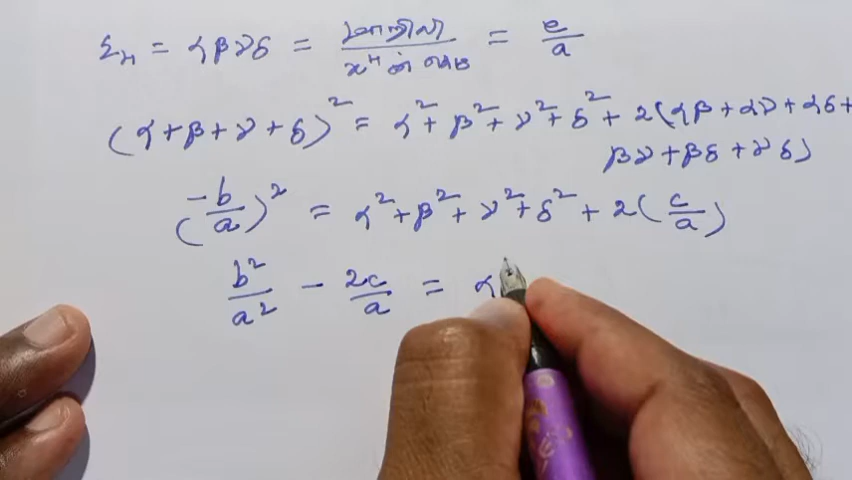 Σ₄ = αβγδ = மாறிலி / x⁴ ன் கெழு = e/a
(α+β+γ+δ)² = α²+β²+γ²+δ²+2(αβ+αγ+αδ+
βγ+βδ+γδ)
(-b/a)² = α²+β²+γ²+δ²+2(c/a)
b²/a² - 2c/a = α